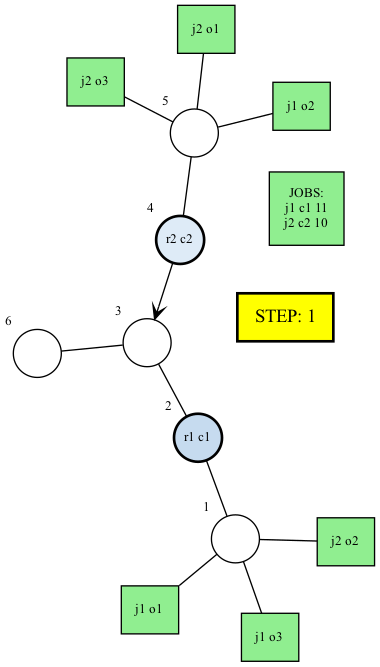 j2 o1
j2 o3
5
j1 o2
JOBS:
j1 c1 11
j2 c2 10
4
r2 c2
3
STEP: 1
6
2
r1 c1
1
j2 o2
j1 o1
j1 o3